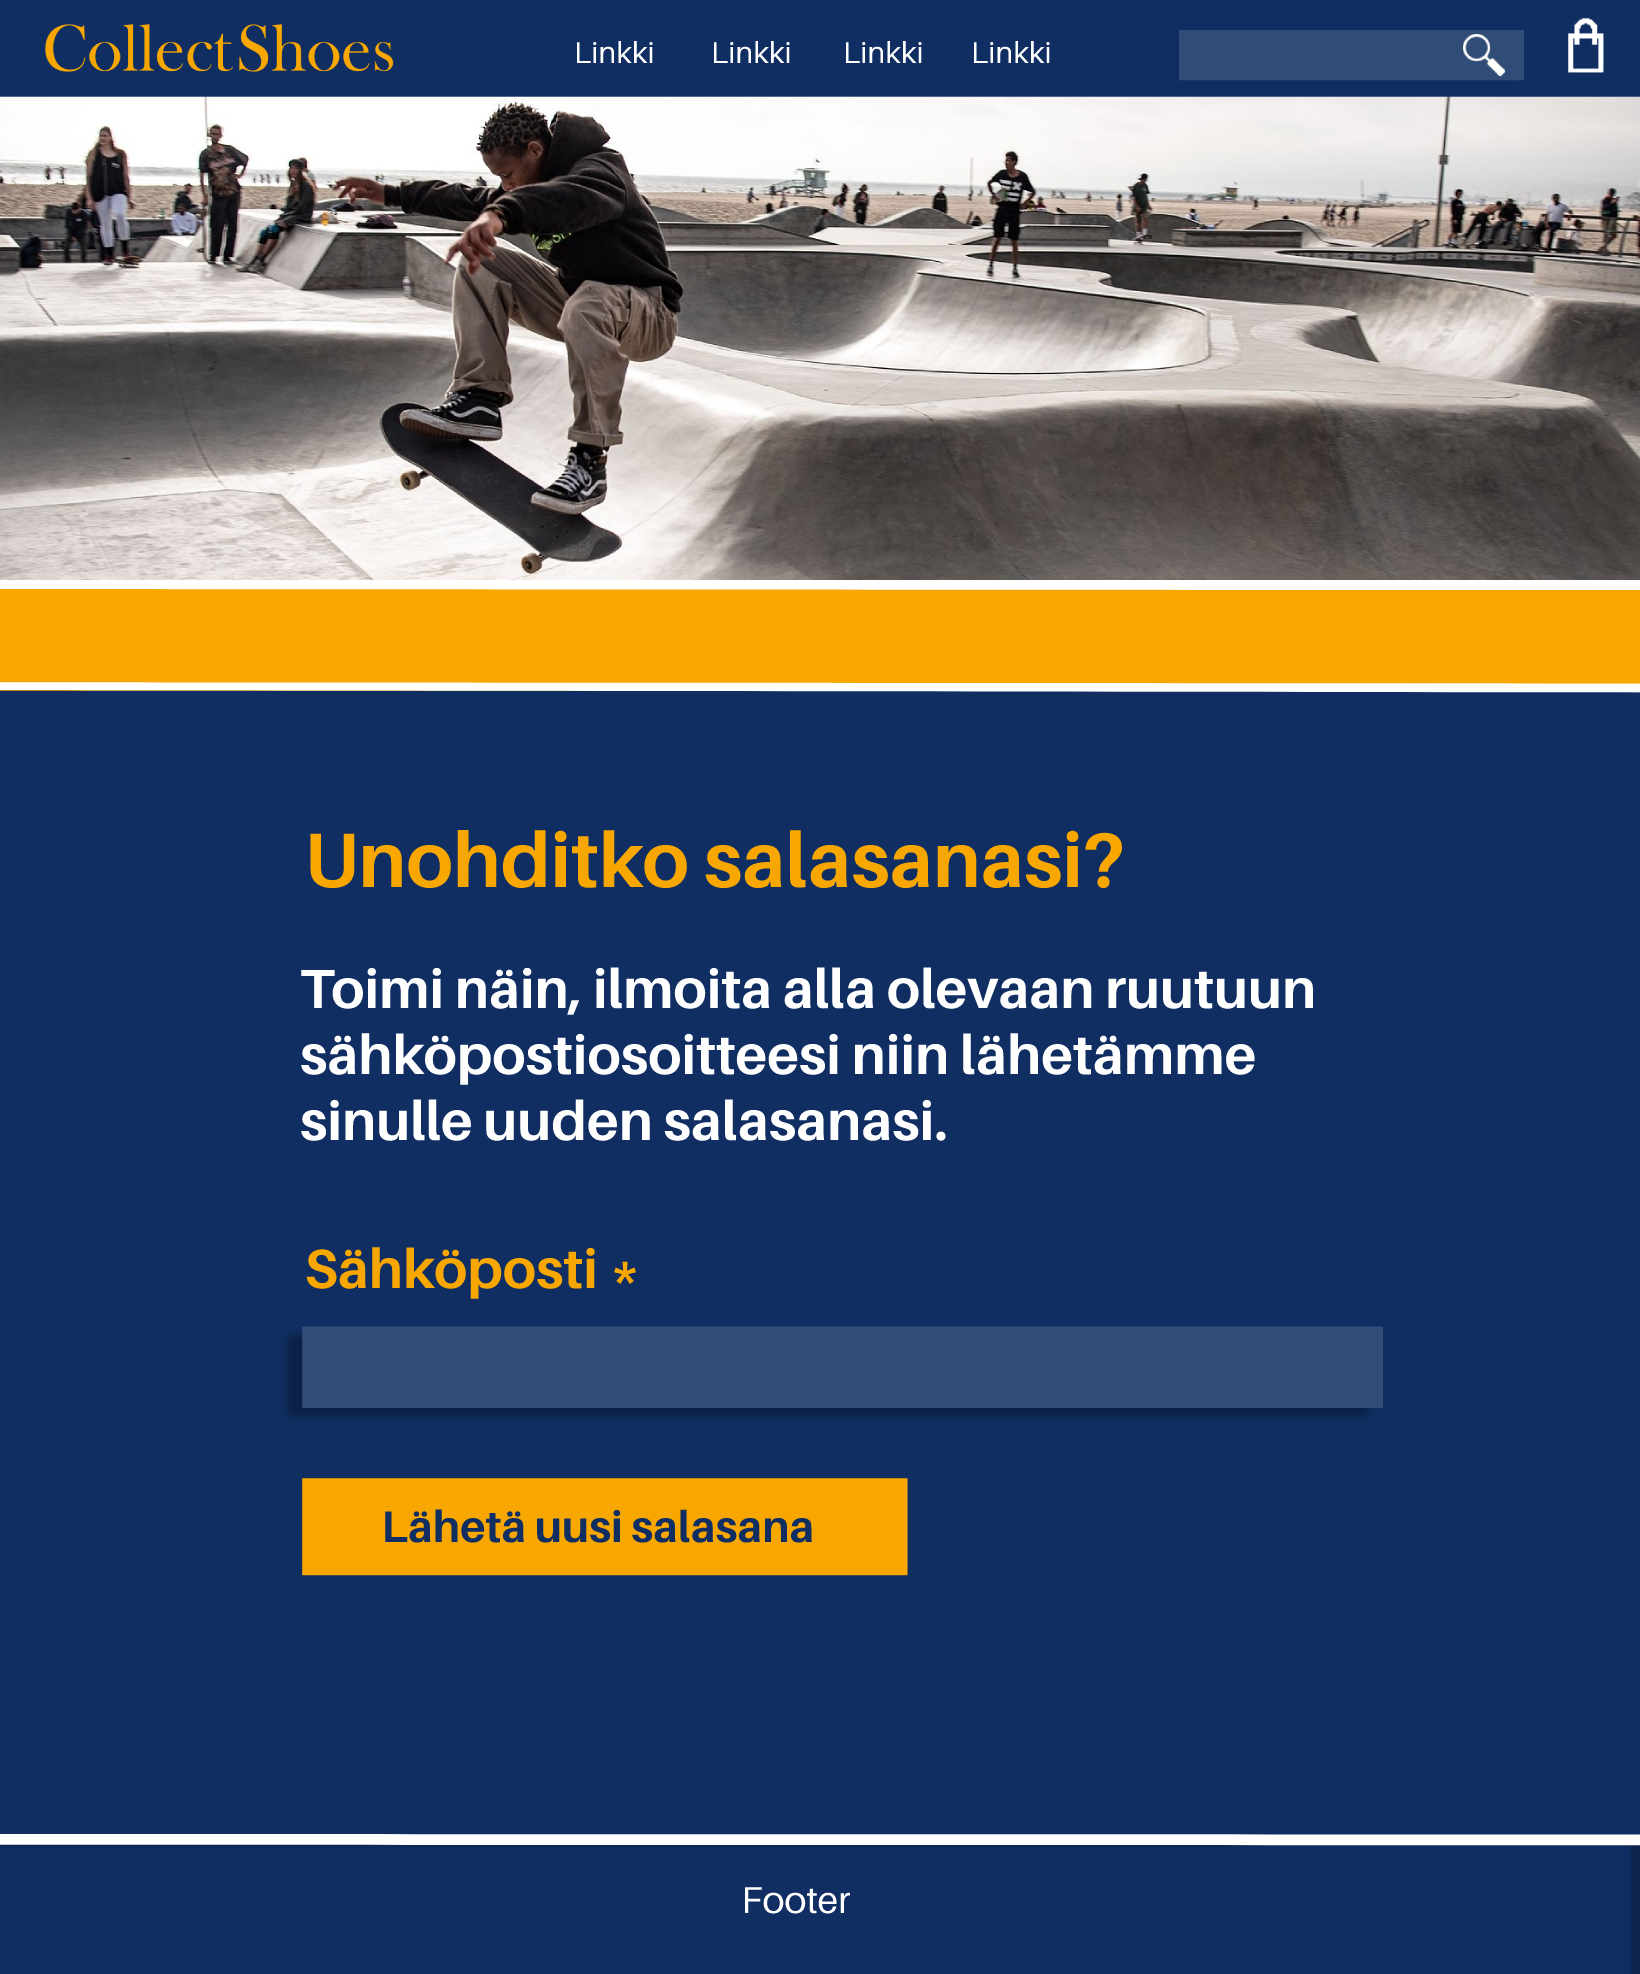 CollectShoes
Linkki Linkki Linkki Linkki
Unohditko salasanasi?
Toimi näin, ilmoita alla olevaan ruutuun
sähköpostiosoitteesi niin lähetämme
sinulle uuden salasanasi.
Sähköposti *
Lähetä uusi salasana
Footer